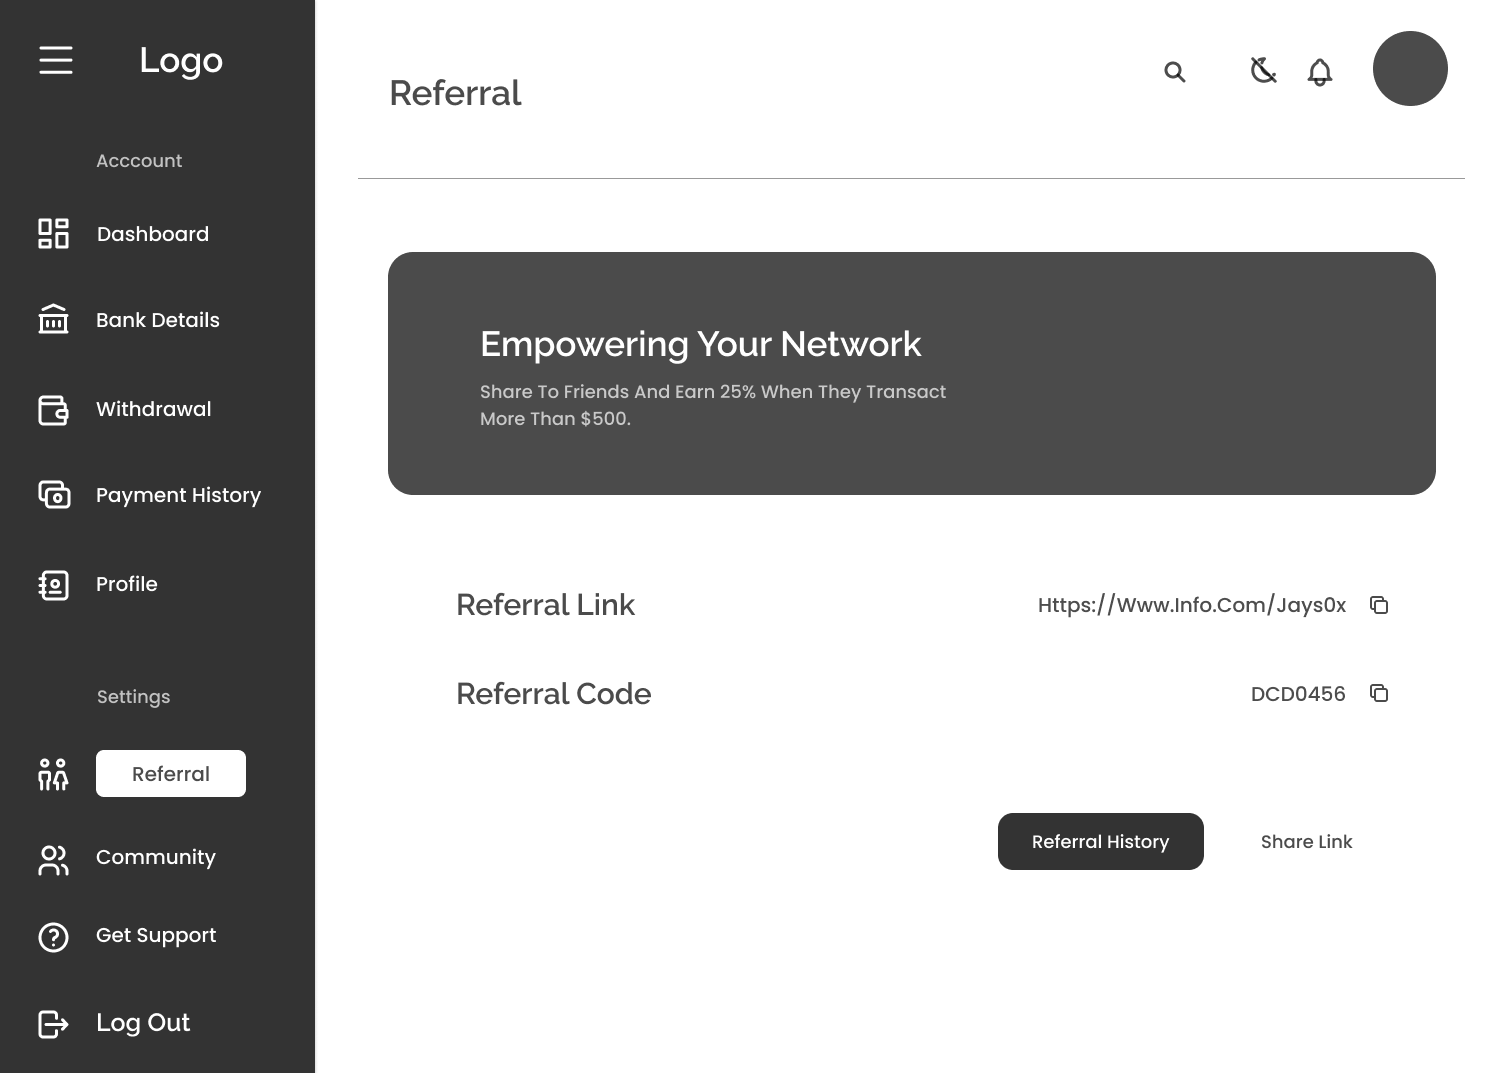 Logo
Referral
Acccount
Dashboard
Bank Details
Withdrawal
Payment History
Profile
Settings
Referral
Community
Get Support
Log Out
Empowering Your Network
Share To Friends And Earn 25% When They Transact
More Than $500.
Referral Link
Https://Www.Info.Com/Jays0x
Referral Code
DCD0456
Referral History
Share Link